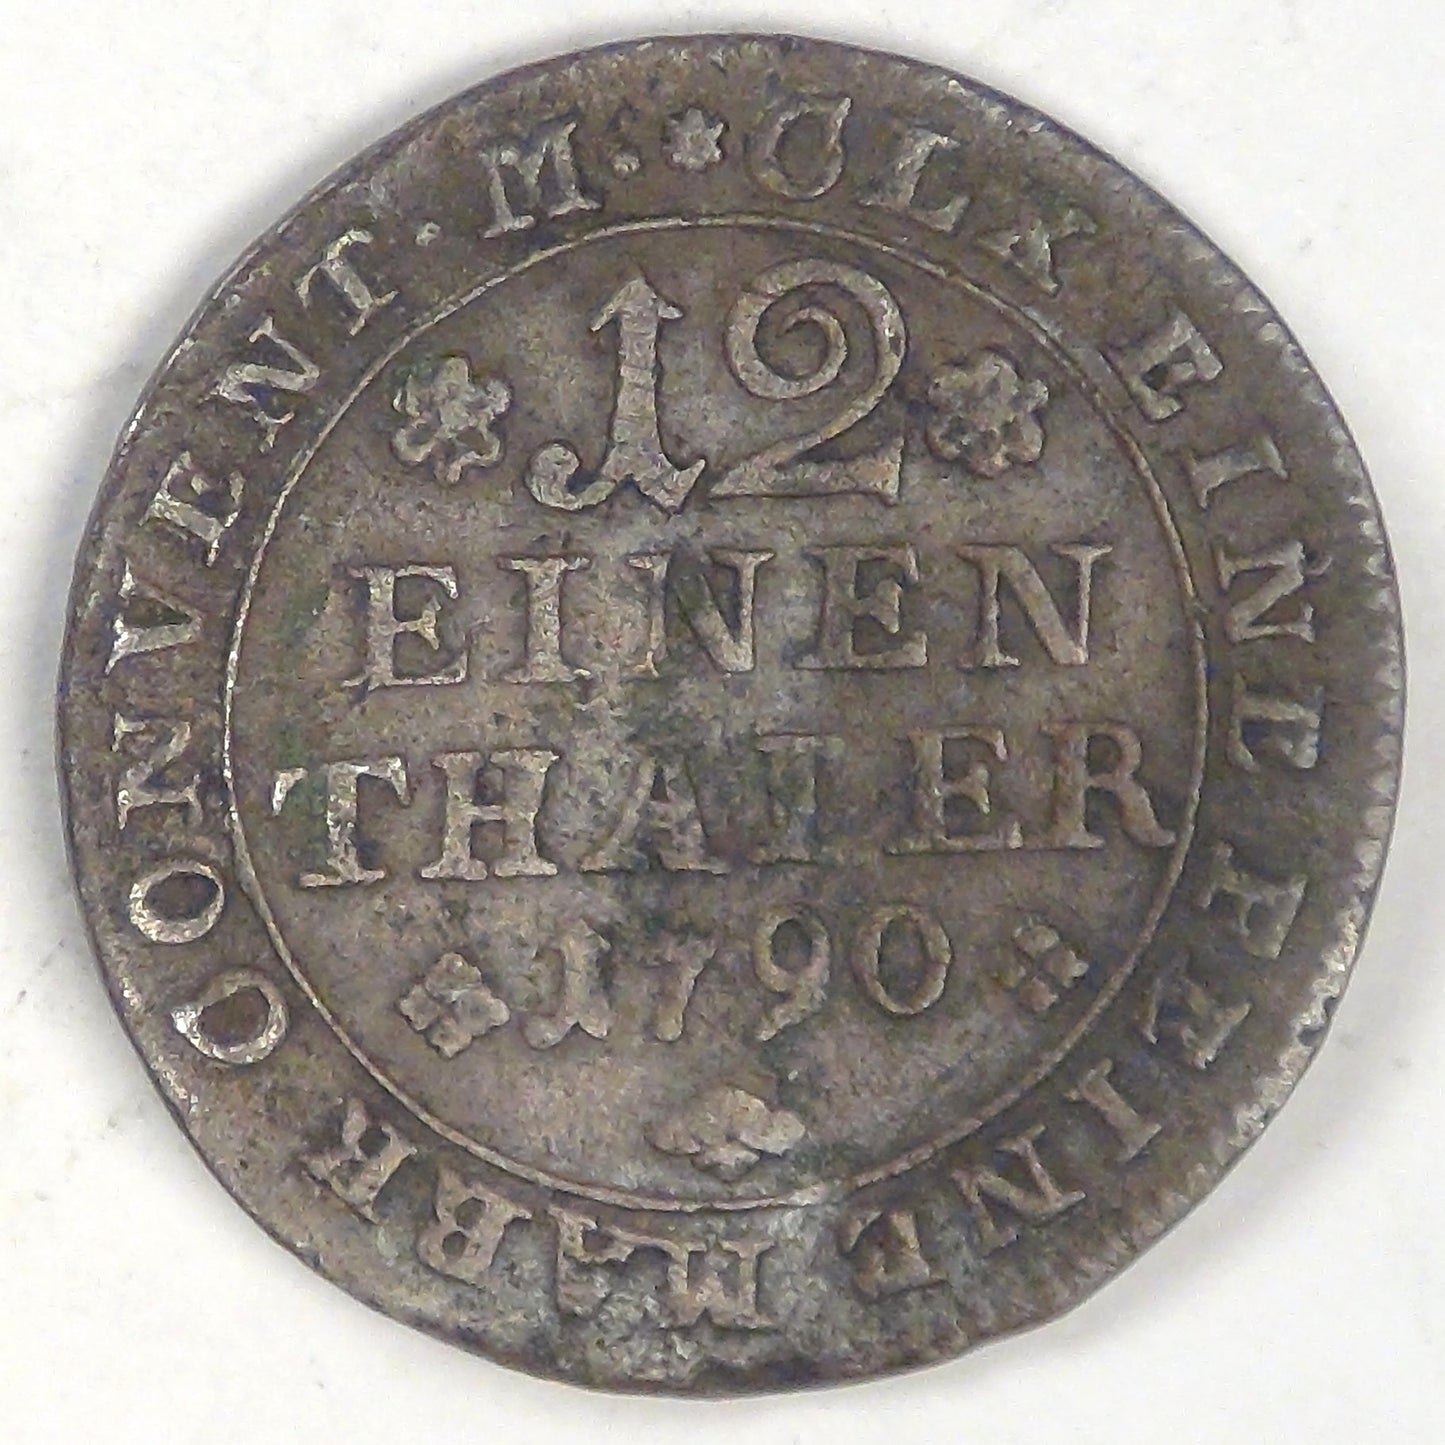 CLX EINE FEINE MARK CONVENT. M:
12
EINEN
THALER
1790